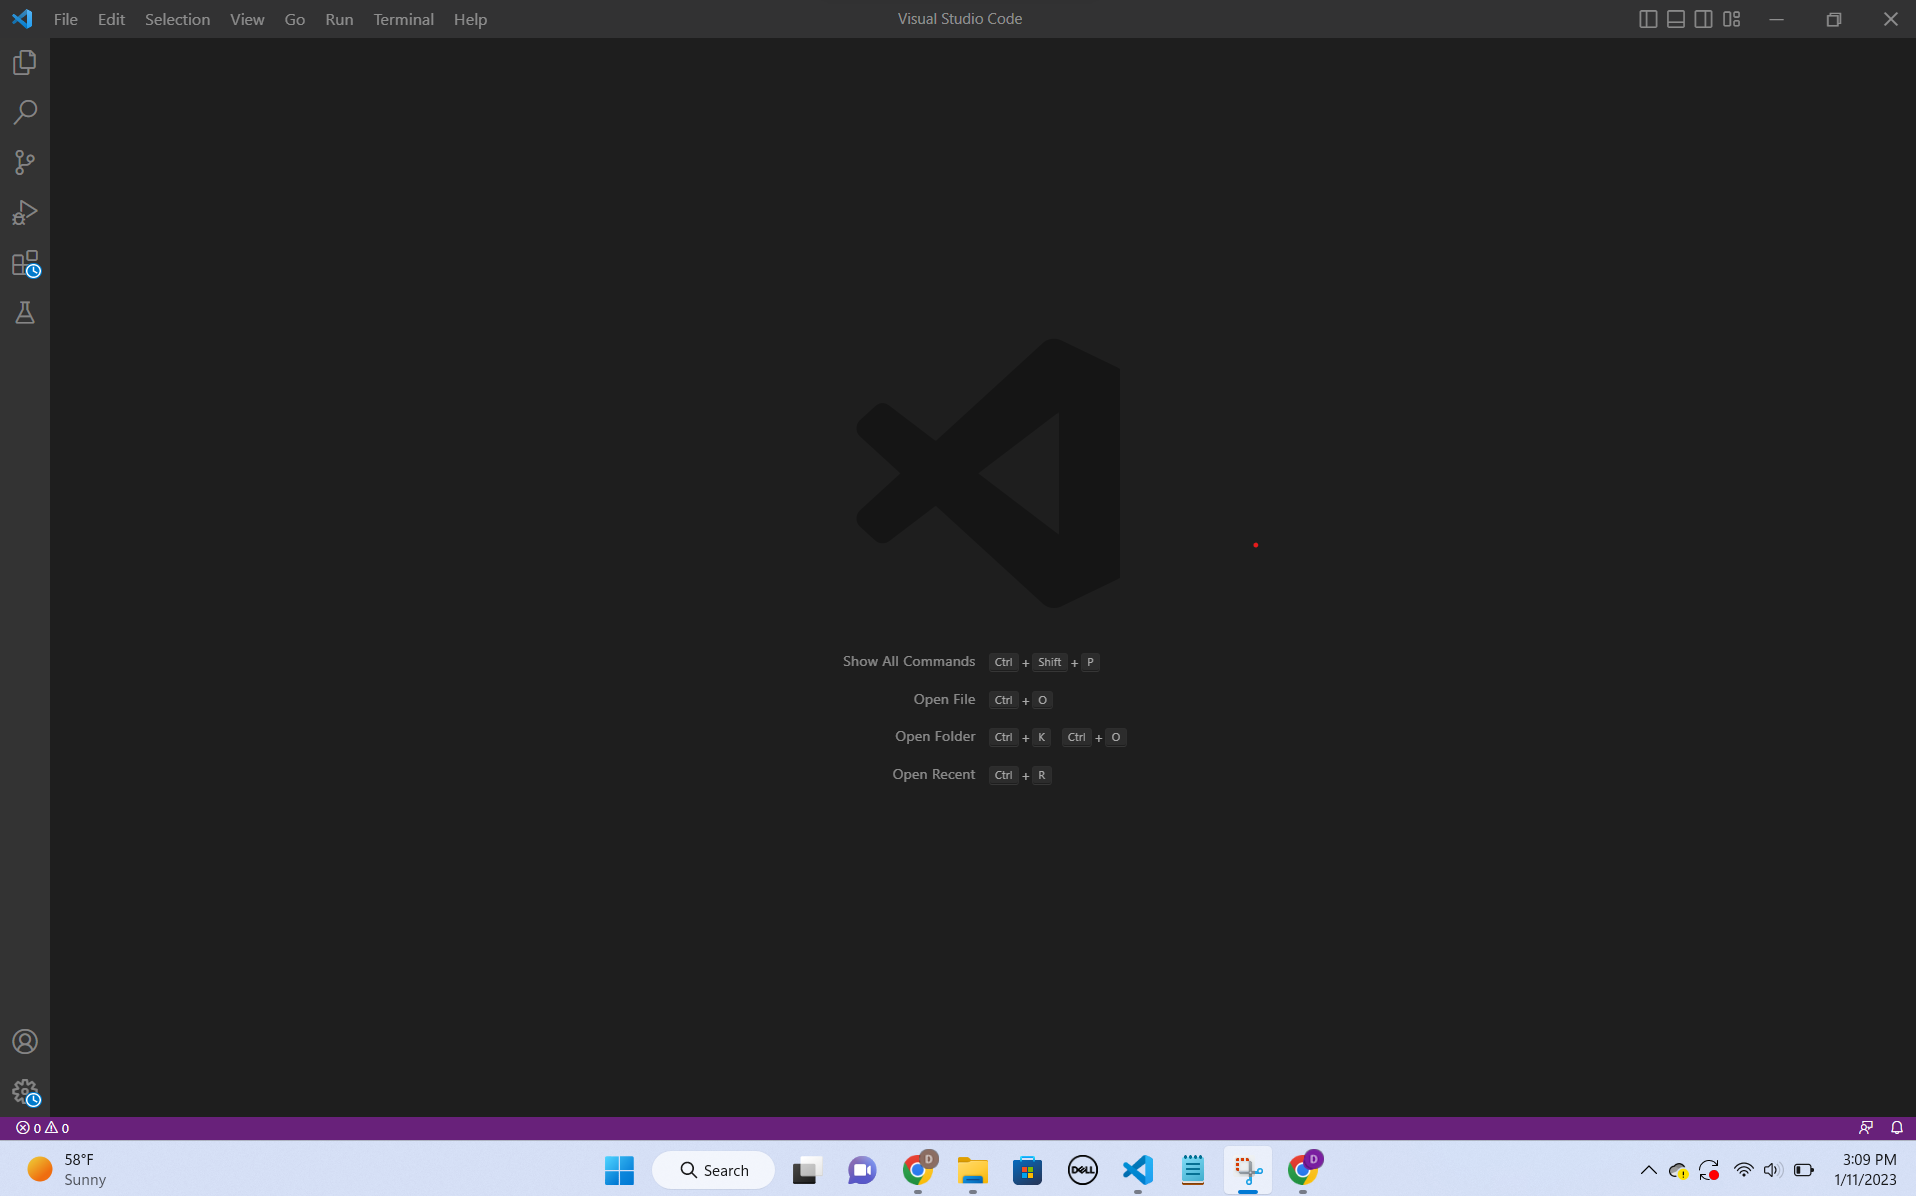 File Edit Selection View Go Run Terminal Help
Visual Studio Code
Show All Commands Ctrl + Shift + P
Open File Ctrl + O
Open Folder Ctrl + K Ctrl + O
Open Recent Ctrl + R
0 0
58°F
Sunny
Search
D
DELL
D
3:09 PM
1/11/2023